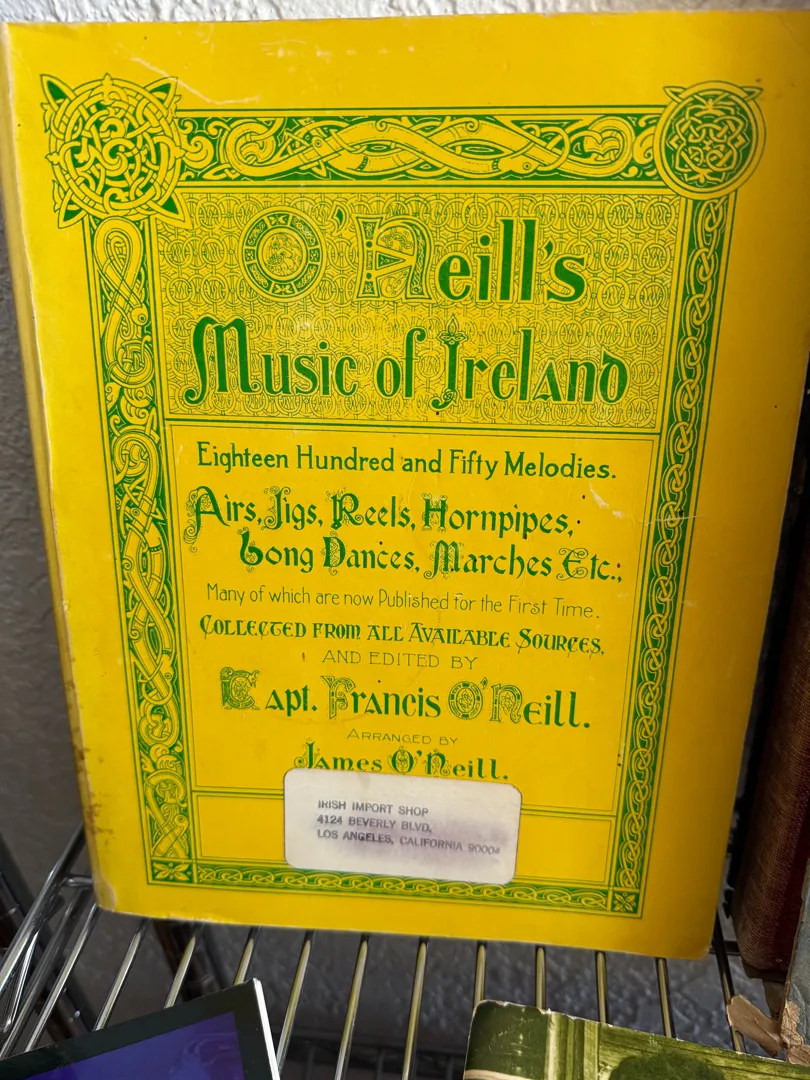 O'Neill's
Music of Ireland
Eighteen Hundred and Fifty Melodies.
Airs, Jigs, Reels, Hornpipes,
Long Dances, Marches Etc.;
Many of which are now Published for the First Time.
COLLECTED FROM ALL AVAILABLE SOURCES,
AND EDITED BY
Capt. Francis O'Neill.
ARRANGED BY
James O'Neill.
IRISH IMPORT SHOP
4124 BEVERLY BLVD,
LOS ANGELES, CALIFORNIA 90004